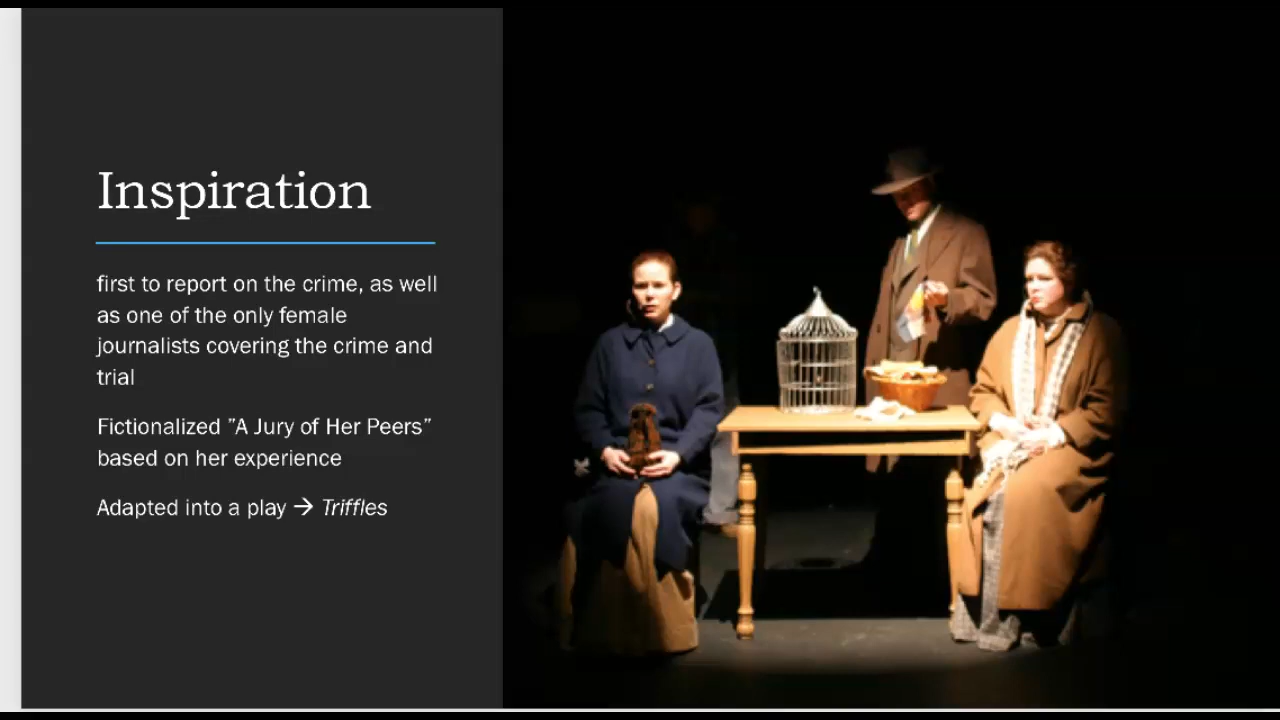 Inspiration
first to report on the crime, as well
as one of the only female
journalists covering the crime and
trial
Fictionalized ”A Jury of Her Peers”
based on her experience
Adapted into a play → Triffles